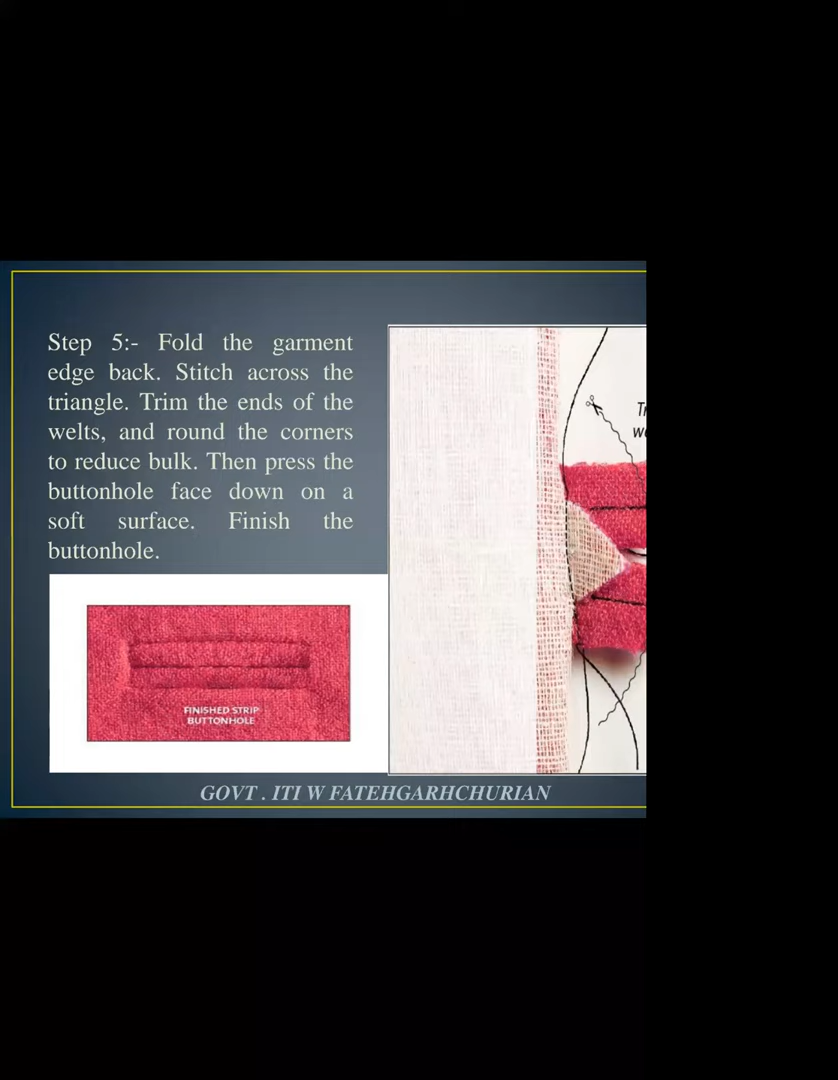 Step 5:- Fold the garment
edge back. Stitch across the
triangle. Trim the ends of the
welts, and round the corners
to reduce bulk. Then press the
buttonhole face down on a
soft surface. Finish the
buttonhole.
FINISHED STRIP
BUTTONHOLE
GOVT . ITI W FATEHGARHCHURIAN